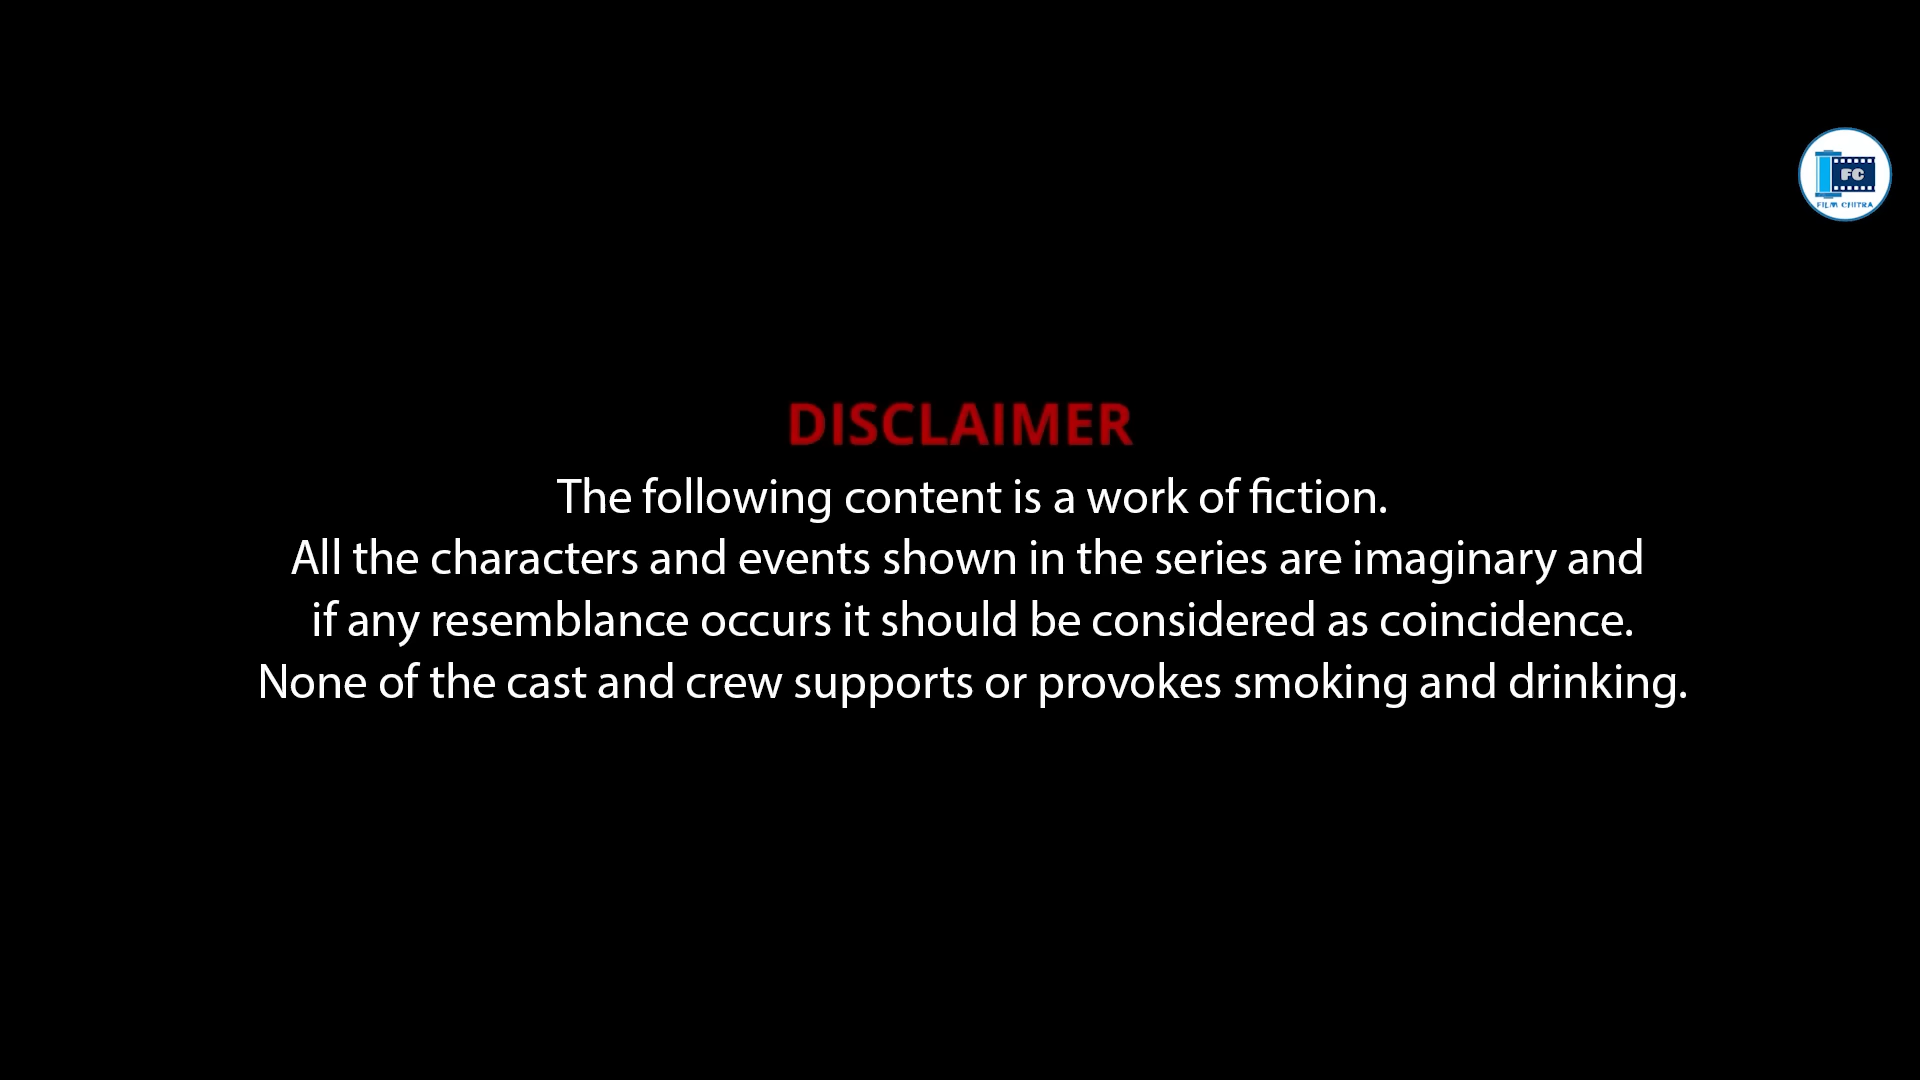 FC
FILM CHITRA
DISCLAIMER
The following content is a work of fiction.
All the characters and events shown in the series are imaginary and
if any resemblance occurs it should be considered as coincidence.
None of the cast and crew supports or provokes smoking and drinking.